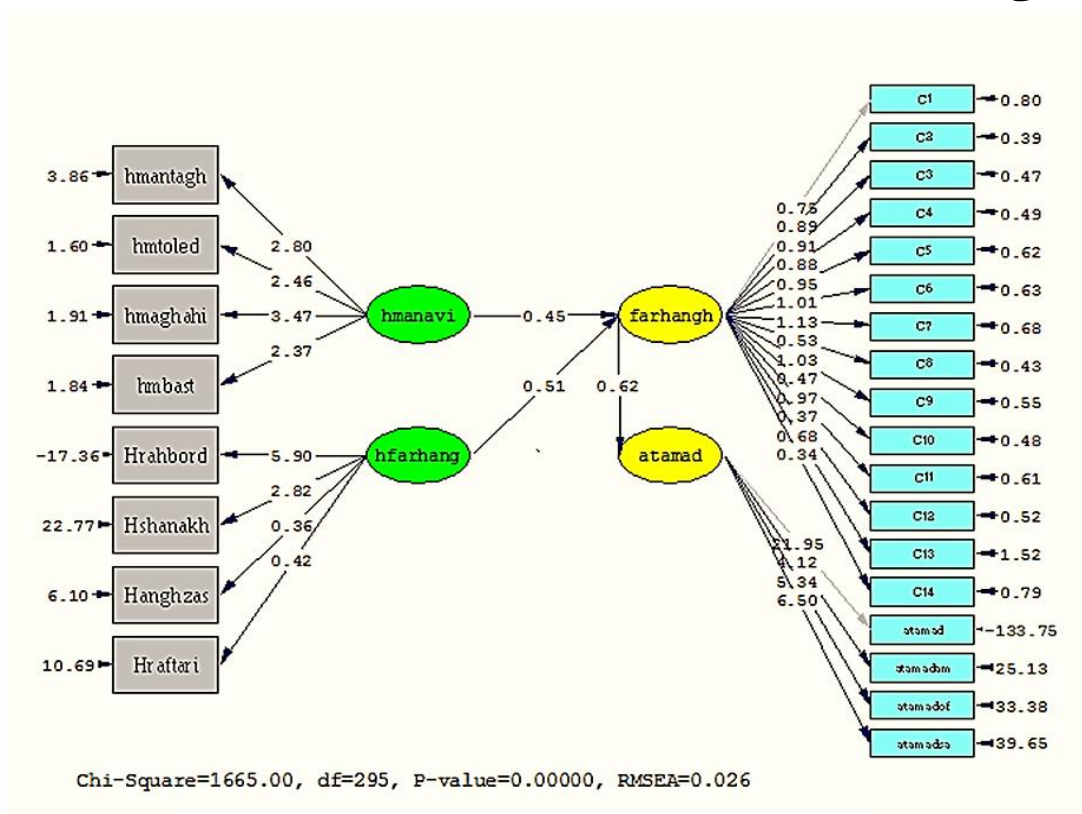 C1
0.80
C2
0.39
hmantagh
3.86
C3
0.47
0.75
C4
0.49
0.89
hmtoled
1.60
2.80
0.91
C5
0.62
0.88
2.46
C6
0.63
0.95
1.01
hmaghahi
1.91
3.47
hmanavi
0.45
farhangh
1.13
C7
0.68
0.53
2.37
C8
0.43
1.03
hmbast
1.84
0.51
0.62
0.47
C9
0.55
0.97
0.37
C10
0.48
0.68
Hrahbord
-17.36
5.90
hfarhang
atamad
0.34
C11
0.61
2.82
Hshanakh
22.77
0.36
C12
0.52
0.42
21.95
C13
1.52
4.12
5.34
Hanghzas
6.10
6.50
C14
0.79
atamad
-133.75
Hraftari
10.69
atamadam
25.13
atamadof
33.38
atamadsa
39.65
Chi-Square=1665.00, df=295, P-value=0.00000, RMSEA=0.026